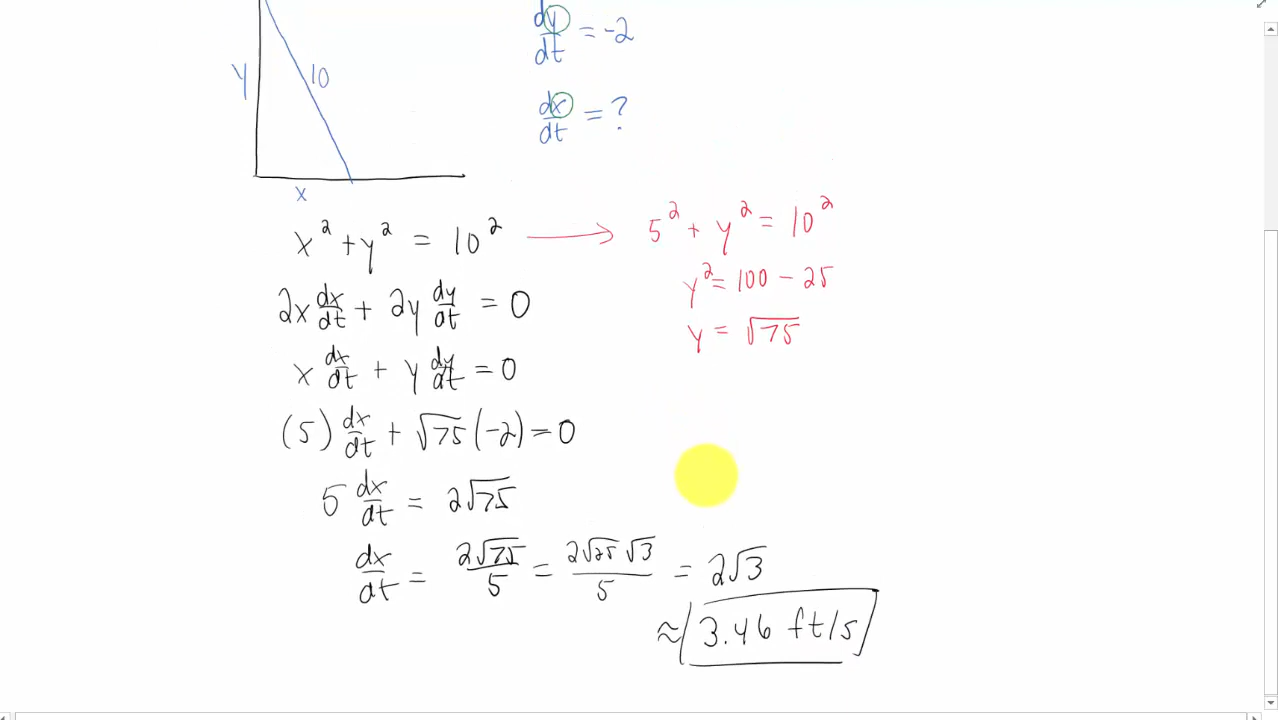 dy/dt = -2
y
10
dx/dt = ?
x
x² + y² = 10²
5² + y² = 10²
y² = 100 - 25
y = √75
2x dx/dt + 2y dy/dt = 0
x dx/dt + y dy/dt = 0
(5) dx/dt + √75 (-2) = 0
5 dx/dt = 2√75
dx/dt = 2√75/5 = 2√25 √3/5 = 2√3
≈ 3.46 ft/s